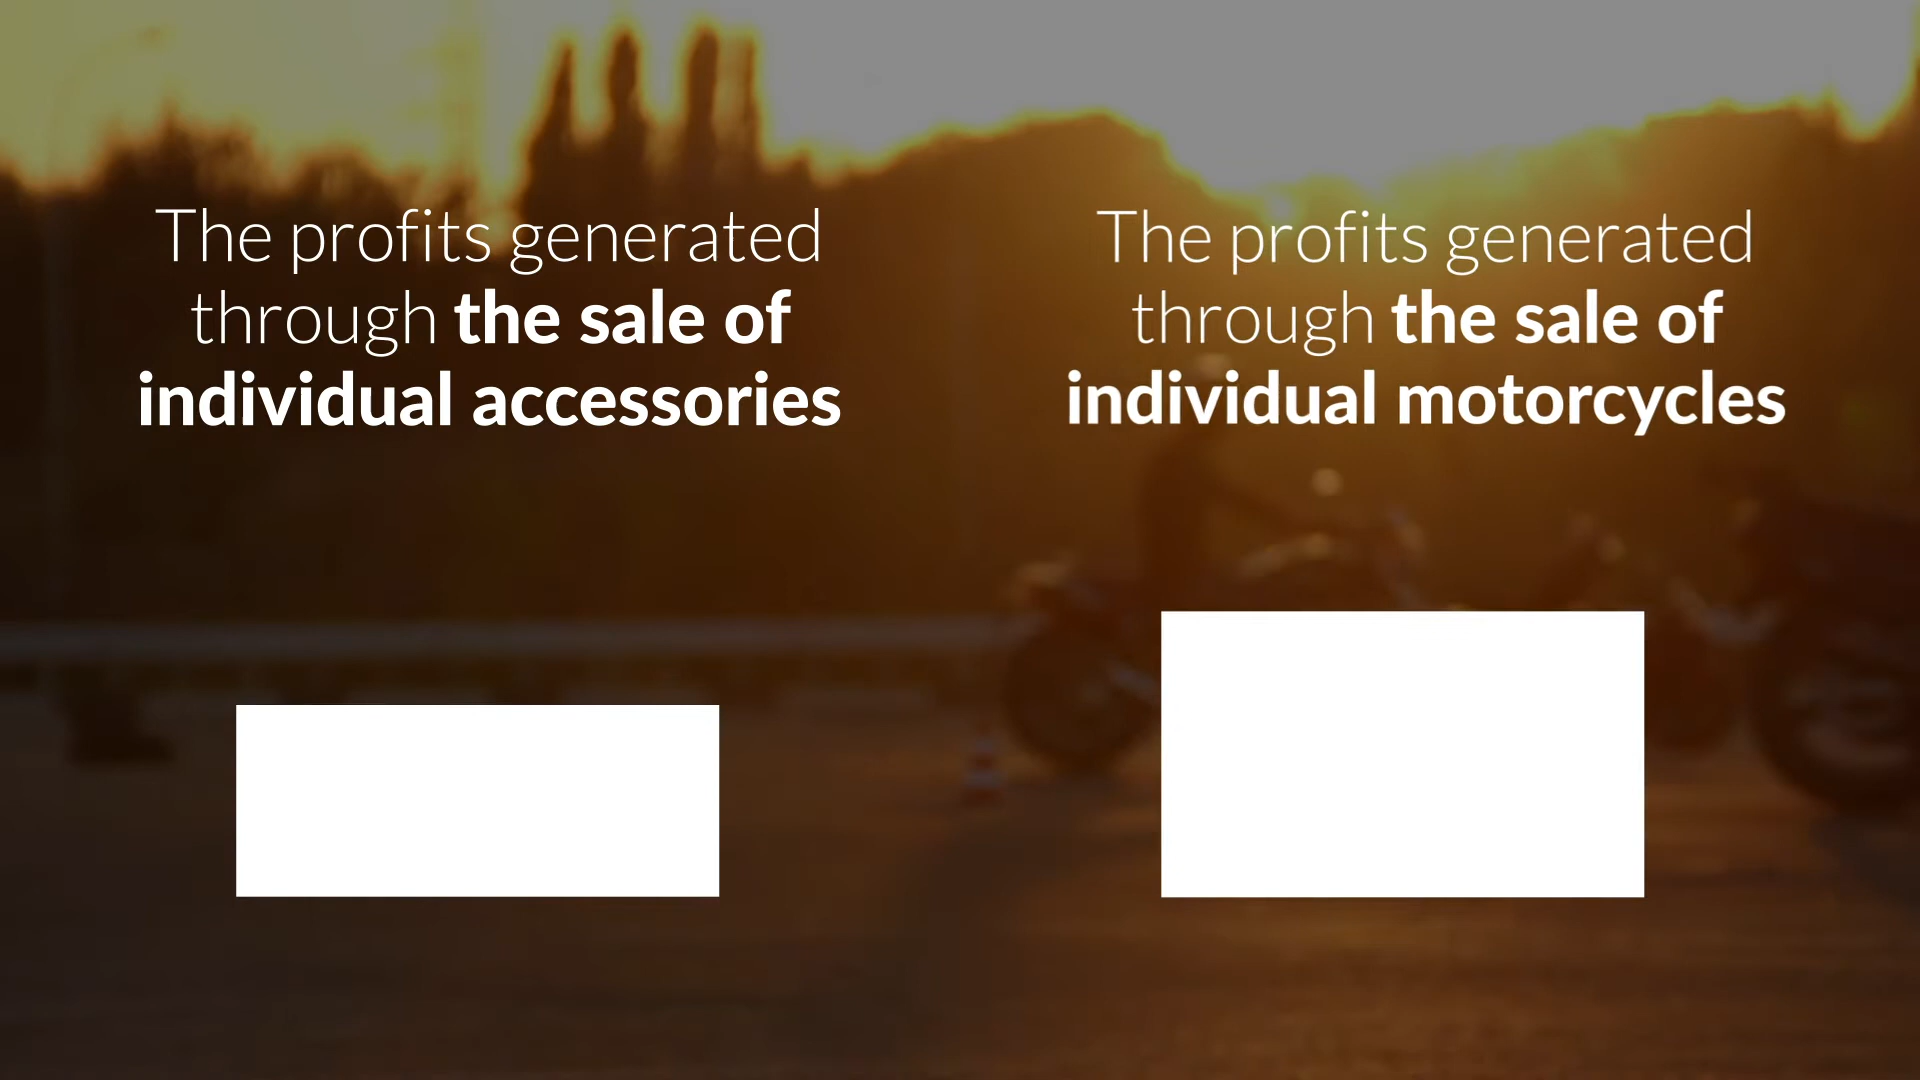 The profits generated
through the sale of
individual accessories
The profits generated
through the sale of
individual motorcycles